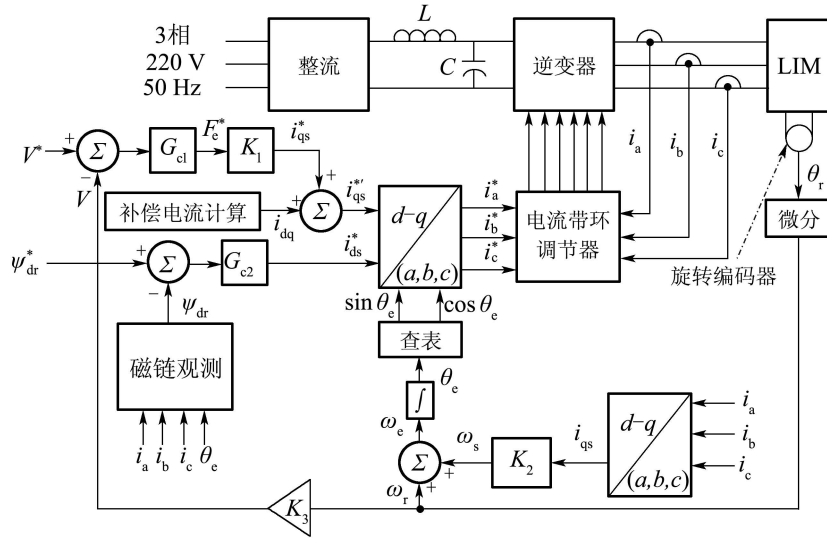 3相
220 V
50 Hz
整流
L
C
逆变器
LIM
i_a
i_b
i_c
θ_r
微分
旋转编码器
V*
+
−
V
Σ
G_c1
F_e*
K_1
i_qs*
+
+
Σ
i_qs*′
补偿电流计算
i_dq
d-q
(a,b,c)
i_a*
i_b*
i_c*
电流带环
调节器
ψ_dr*
+
−
Σ
G_c2
i_ds*
ψ_dr
磁链观测
i_a
i_b
i_c
θ_e
sin θ_e
cos θ_e
查表
θ_e
∫
ω_e
Σ
+
+
ω_s
K_2
i_qs
d-q
(a,b,c)
i_a
i_b
i_c
ω_r
K_3